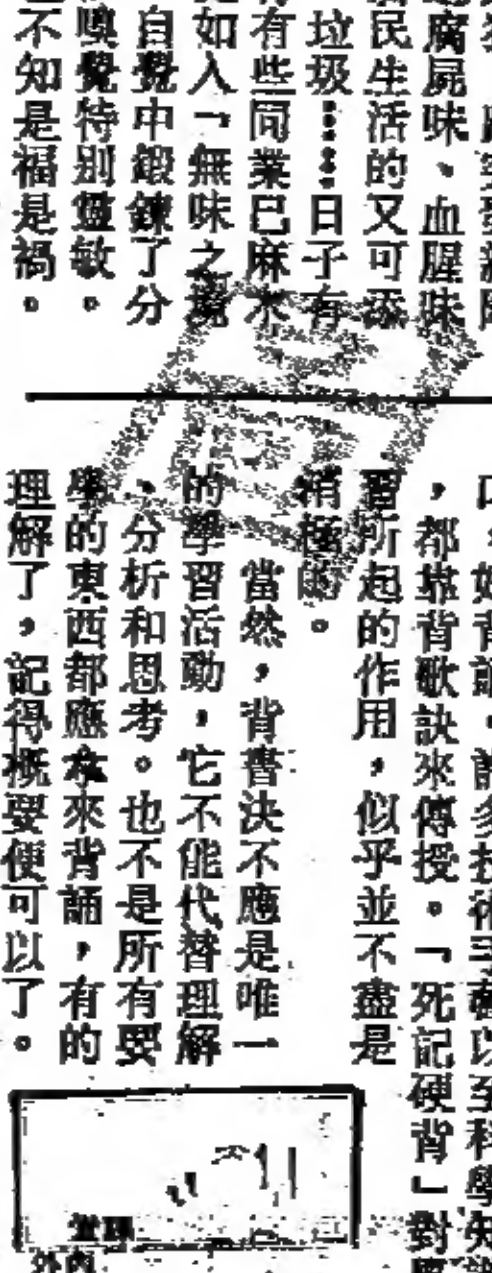 腐屍味、血腥味
民生活的又可添
垃圾……日子有
有些同業已麻木
如入「無味之境
自覺中鍛鍊了分
嗅覺特別靈敏。
不知是福是禍。
以至科學知識
，都靠背歌訣來傳授。「死記硬背」對
習所起的作用，似乎並不盡是
消極的。
當然，背書決不應是唯一
的學習活動，它不能代替理解
、分析和思考。也不是所有要
學的東西都應拿來背誦，有的
理解了，記得概要便可以了。